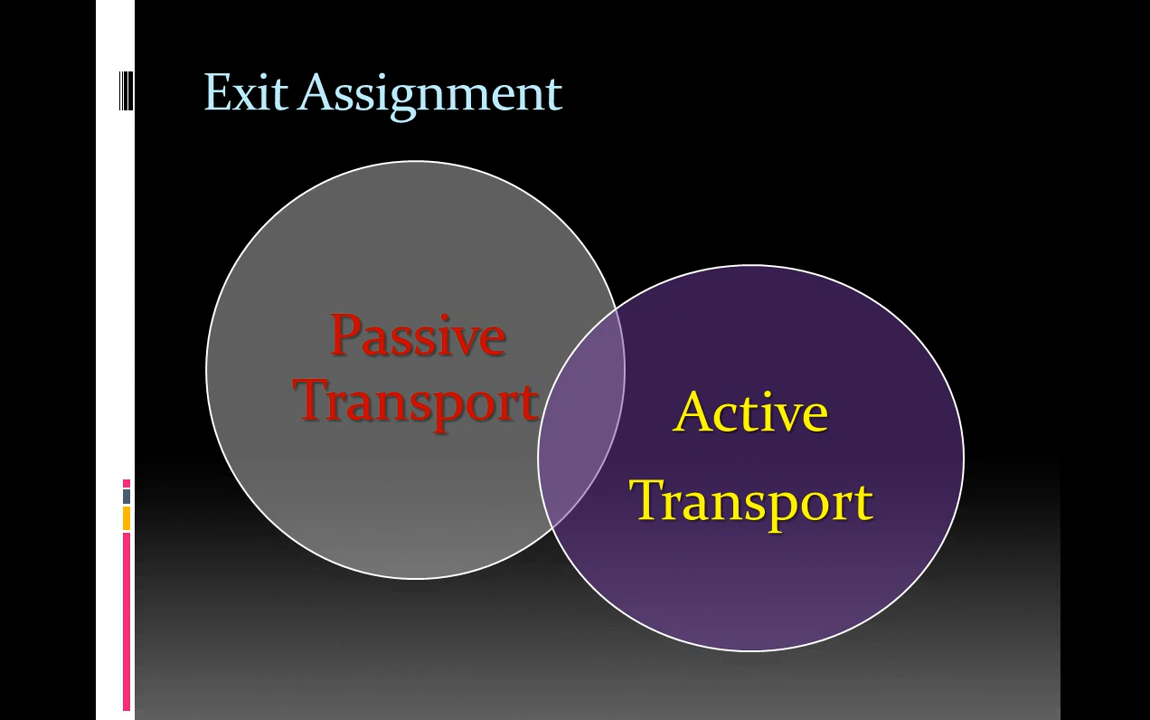 Exit Assignment
Passive
Transport
Active
Transport